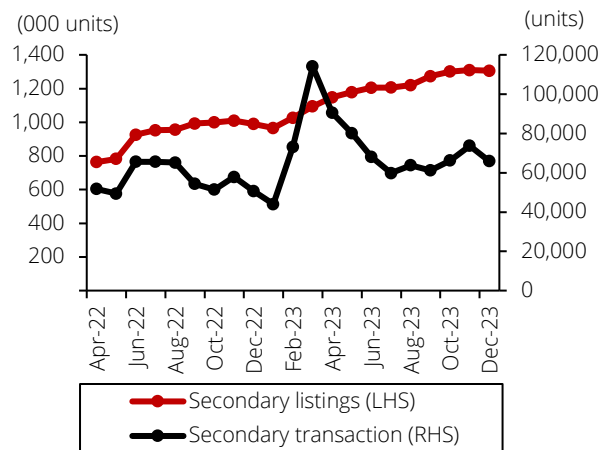 (000 units)
(units)
1,400
1,200
1,000
800
600
400
200
120,000
100,000
80,000
60,000
40,000
20,000
0
Apr-22
Jun-22
Aug-22
Oct-22
Dec-22
Feb-23
Apr-23
Jun-23
Aug-23
Oct-23
Dec-23
Secondary listings (LHS)
Secondary transaction (RHS)